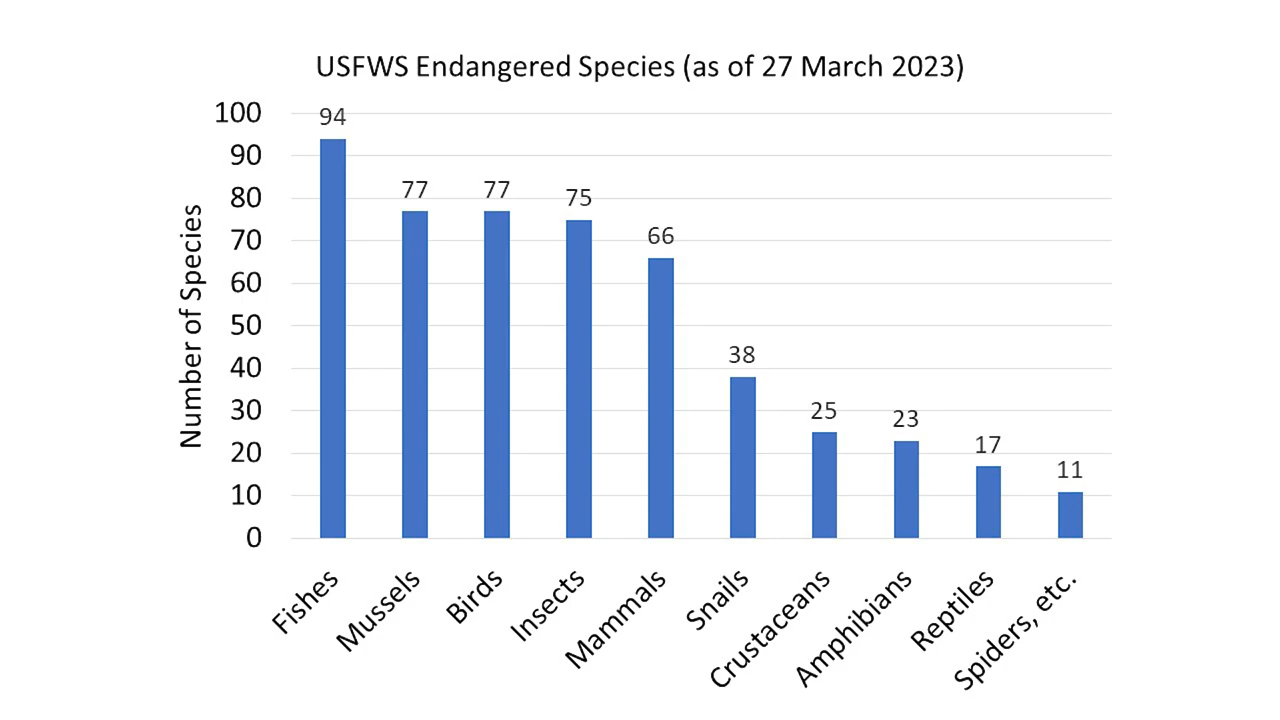 USFWS Endangered Species (as of 27 March 2023)
Number of Species
100
90
80
70
60
50
40
30
20
10
0
94
77
77
75
66
38
25
23
17
11
Fishes
Mussels
Birds
Insects
Mammals
Snails
Crustaceans
Amphibians
Reptiles
Spiders, etc.